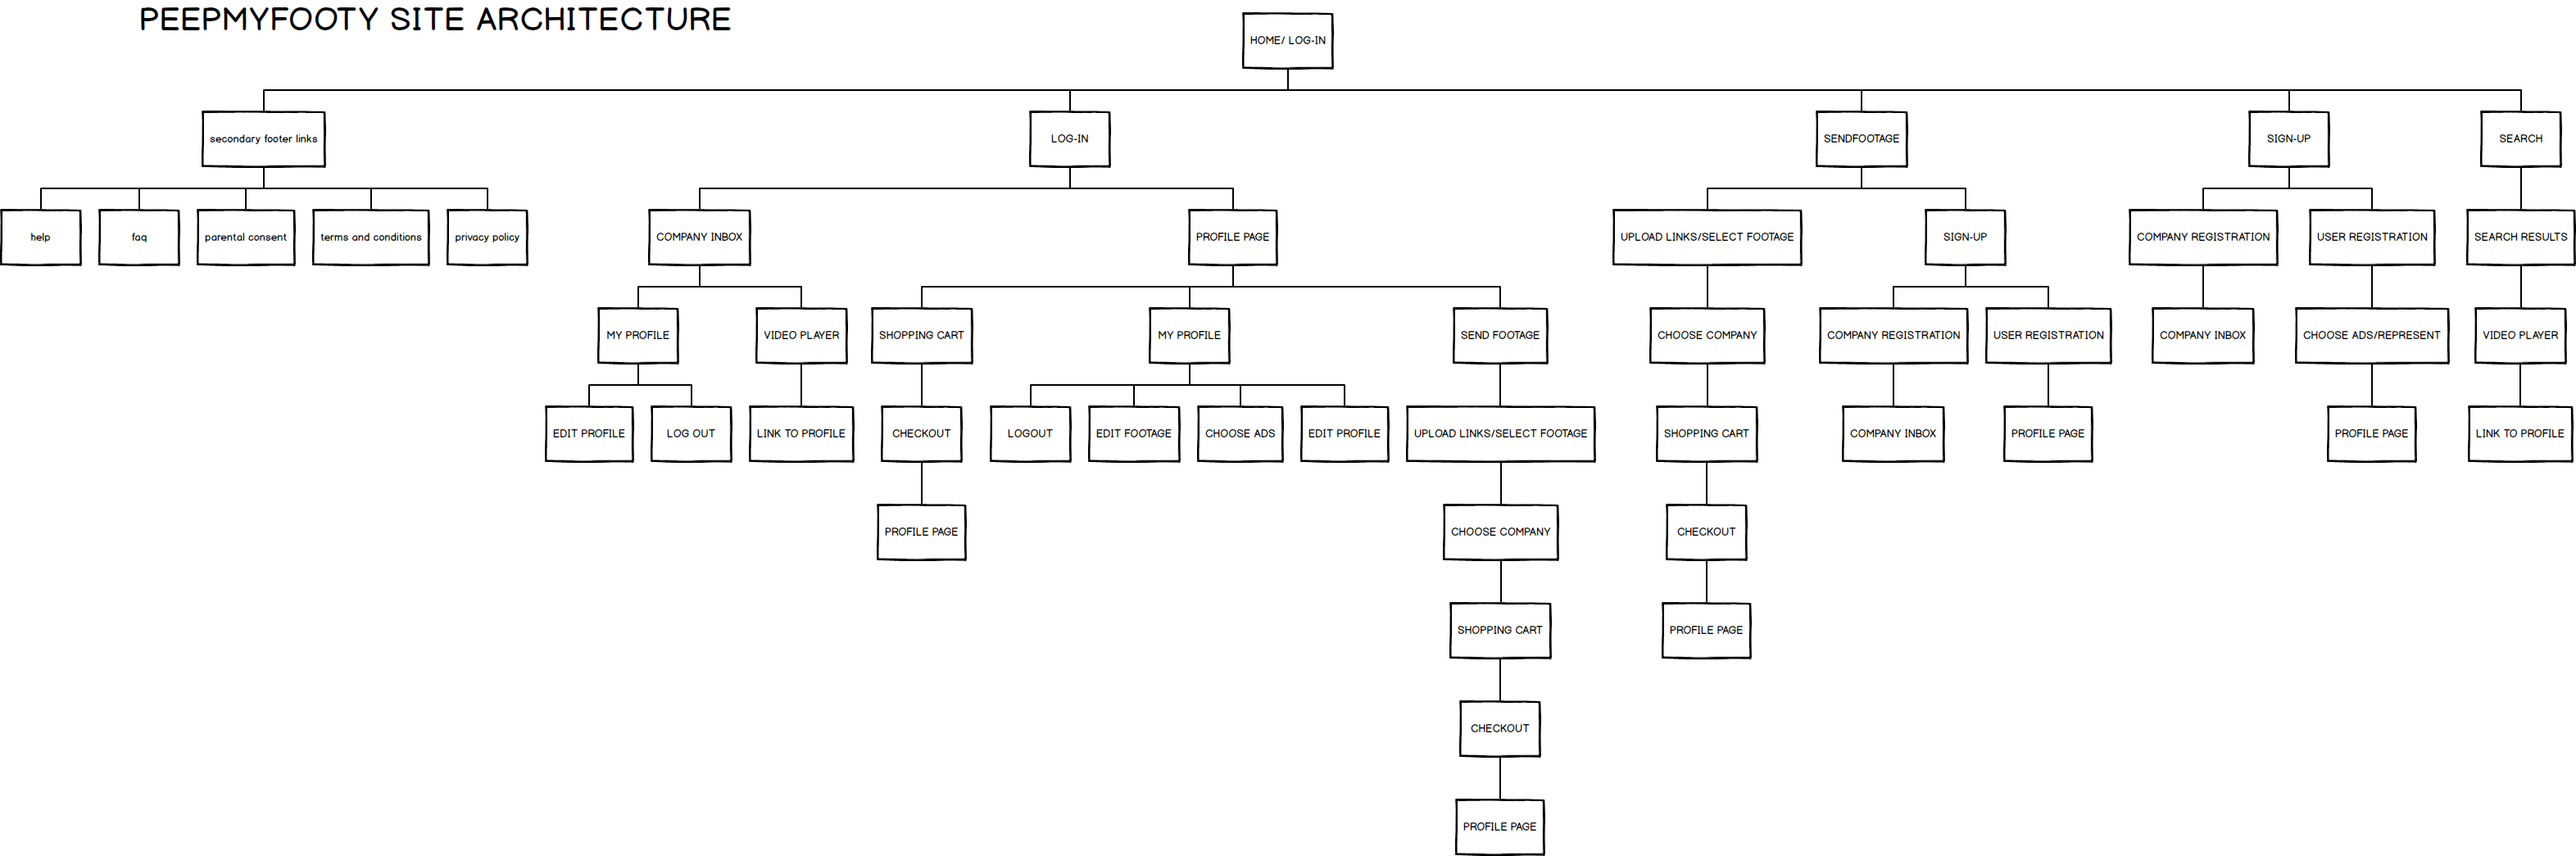 PEEPMYFOOTY SITE ARCHITECTURE
HOME/ LOG-IN
secondary footer links
LOG-IN
SENDFOOTAGE
SIGN-UP
SEARCH
help
faq
parental consent
terms and conditions
privacy policy
COMPANY INBOX
PROFILE PAGE
UPLOAD LINKS/SELECT FOOTAGE
SIGN-UP
COMPANY REGISTRATION
USER REGISTRATION
SEARCH RESULTS
MY PROFILE
VIDEO PLAYER
SHOPPING CART
MY PROFILE
SEND FOOTAGE
CHOOSE COMPANY
COMPANY REGISTRATION
USER REGISTRATION
COMPANY INBOX
CHOOSE ADS/REPRESENT
VIDEO PLAYER
EDIT PROFILE
LOG OUT
LINK TO PROFILE
CHECKOUT
LOGOUT
EDIT FOOTAGE
CHOOSE ADS
EDIT PROFILE
UPLOAD LINKS/SELECT FOOTAGE
SHOPPING CART
COMPANY INBOX
PROFILE PAGE
PROFILE PAGE
LINK TO PROFILE
PROFILE PAGE
CHOOSE COMPANY
CHECKOUT
SHOPPING CART
PROFILE PAGE
CHECKOUT
PROFILE PAGE